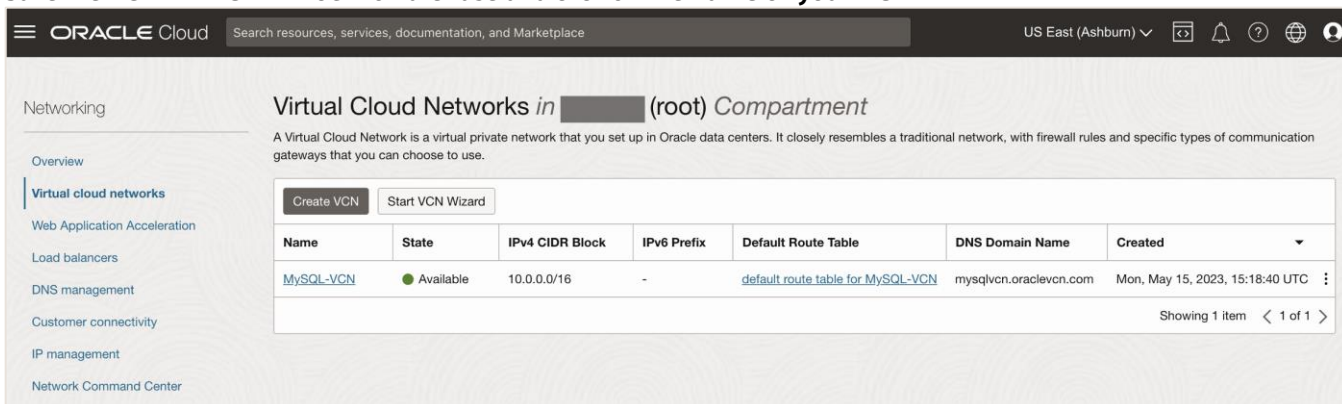 ORACLE Cloud
Search resources, services, documentation, and Marketplace
US East (Ashburn)
Networking
Overview
Virtual cloud networks
Web Application Acceleration
Load balancers
DNS management
Customer connectivity
IP management
Network Command Center
Virtual Cloud Networks in (root) Compartment
A Virtual Cloud Network is a virtual private network that you set up in Oracle data centers. It closely resembles a traditional network, with firewall rules and specific types of communication
gateways that you can choose to use.
Create VCN Start VCN Wizard
Name State IPv4 CIDR Block IPv6 Prefix Default Route Table DNS Domain Name Created
MySQL-VCN Available 10.0.0.0/16 - default route table for MySQL-VCN mysqlvcn.oraclevcn.com Mon, May 15, 2023, 15:18:40 UTC
Showing 1 item < 1 of 1 >